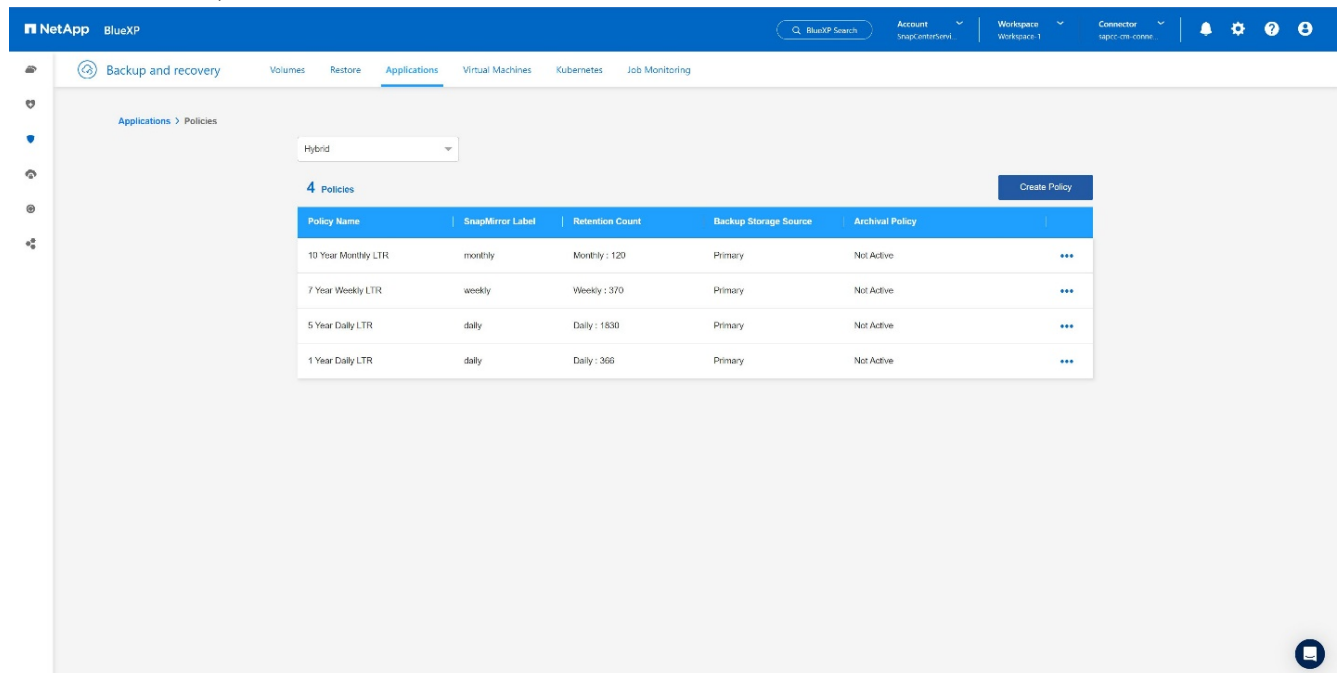 NetApp BlueXP BlueXP Search Account Workspace Connector
SnapCenterServi... Workspace-1 sapcc-cm-conne...
Backup and recovery Volumes Restore Applications Virtual Machines Kubernetes Job Monitoring
Applications > Policies
Hybrid
4 Policies Create Policy
Policy Name SnapMirror Label Retention Count Backup Storage Source Archival Policy
10 Year Monthly LTR monthly Monthly : 120 Primary Not Active
7 Year Weekly LTR weekly Weekly : 370 Primary Not Active
5 Year Daily LTR daily Daily : 1830 Primary Not Active
1 Year Daily LTR daily Daily : 366 Primary Not Active